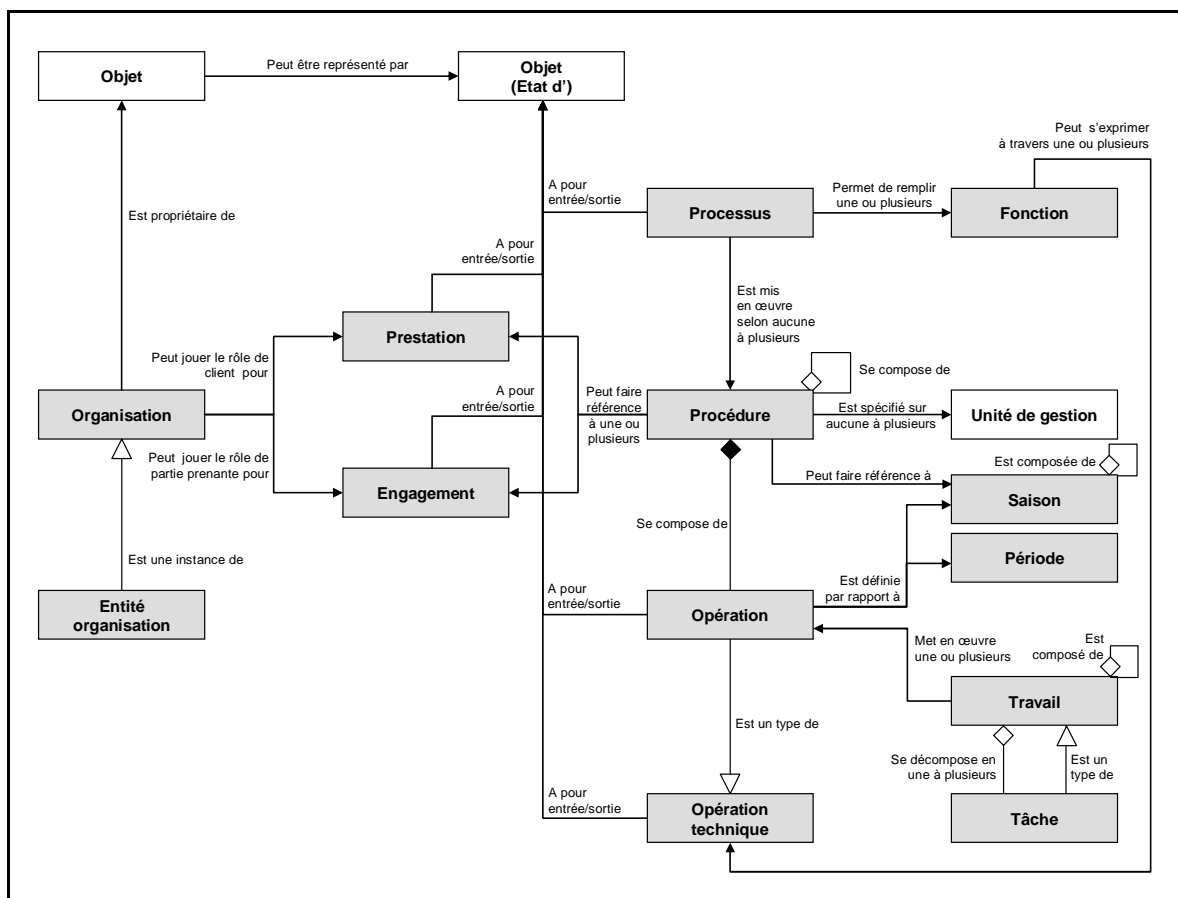 Objet
Peut être représenté par
Objet
(Etat d')
Peut s'exprimer
à travers une ou plusieurs
A pour
entrée/sortie
Processus
Permet de remplir
une ou plusieurs
Fonction
Est propriétaire de
A pour
entrée/sortie
Est mis
en œuvre
selon aucune
à plusieurs
Prestation
Peut jouer le rôle de
client pour
A pour
entrée/sortie
Peut faire
référence
à une ou
plusieurs
Se compose de
Organisation
Procédure
Est spécifié sur
aucune à plusieurs
Unité de gestion
Peut jouer le rôle de
partie prenante pour
Engagement
Est composée de
Peut faire référence à
Saison
Se compose de
Est une instance de
Période
A pour
entrée/sortie
Est définie
par rapport à
Entité
organisation
Opération
Met en œuvre
une ou plusieurs
Est
composé de
Travail
Est un type de
Se décompose en
une à plusieurs
Est un
type de
A pour
entrée/sortie
Opération
technique
Tâche